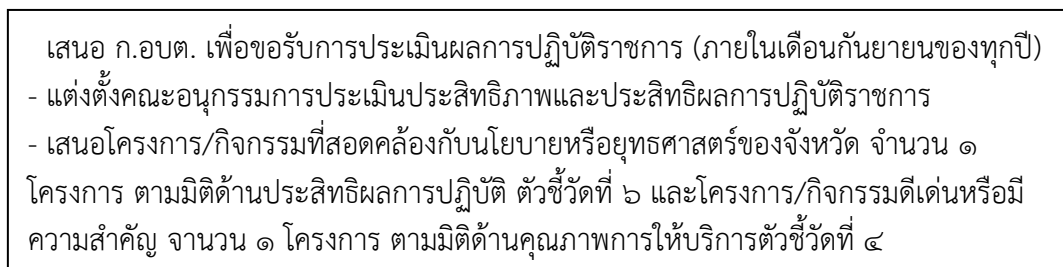 เสนอ ก.อบต. เพื่อขอรับการประเมินผลการปฏิบัติราชการ (ภายในเดือนกันยายนของทุกปี)
- แต่งตั้งคณะอนุกรรมการประเมินประสิทธิภาพและประสิทธิผลการปฏิบัติราชการ
- เสนอโครงการ/กิจกรรมที่สอดคล้องกับนโยบายหรือยุทธศาสตร์ของจังหวัด จำนวน ๑
โครงการ ตามมิติด้านประสิทธิผลการปฏิบัติ ตัวชี้วัดที่ ๖ และโครงการ/กิจกรรมดีเด่นหรือมี
ความสำคัญ จานวน ๑ โครงการ ตามมิติด้านคุณภาพการให้บริการตัวชี้วัดที่ ๔